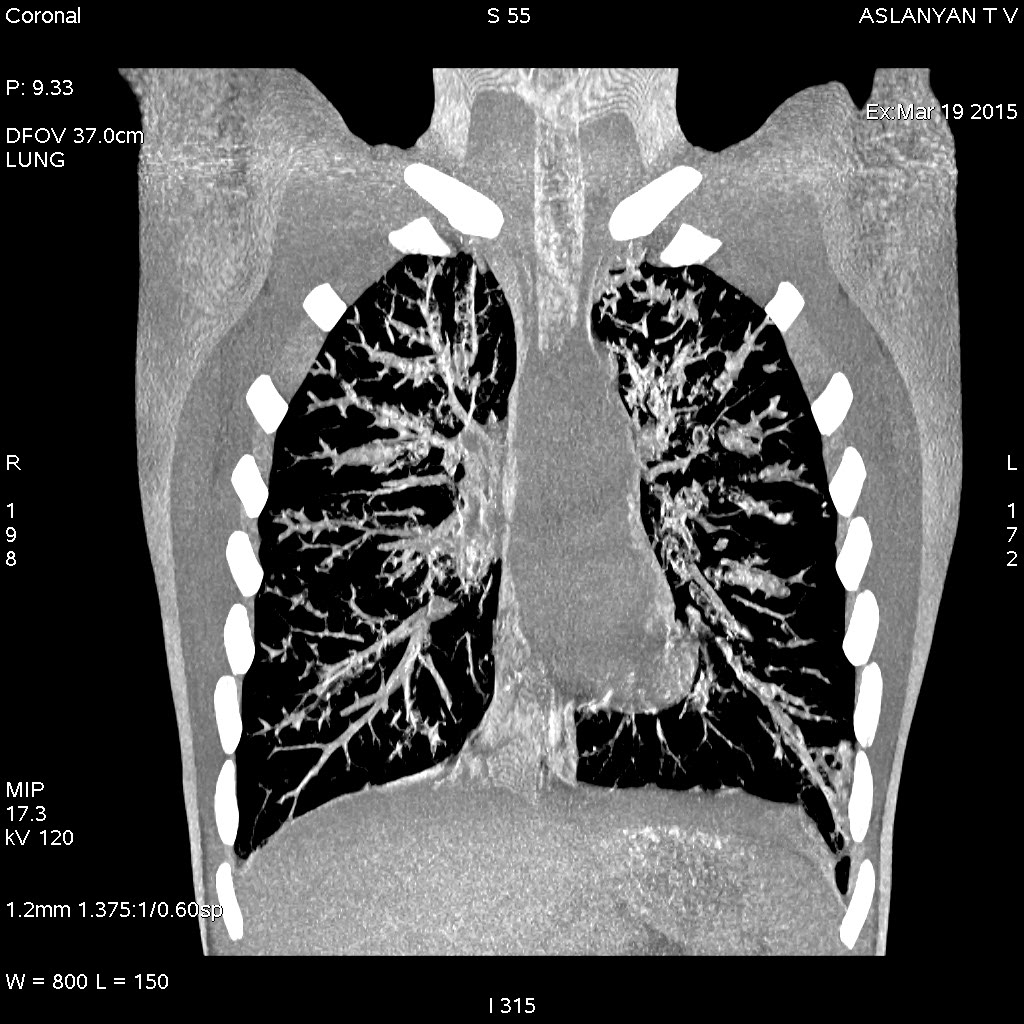 Coronal
S 55
ASLANYAN T V
P: 9.33
Ex:Mar 19 2015
DFOV 37.0cm
LUNG
R
L
1
9
8
1
7
2
MIP
17.3
kV 120
1.2mm 1.375:1/0.60sp
W = 800 L = 150
I 315